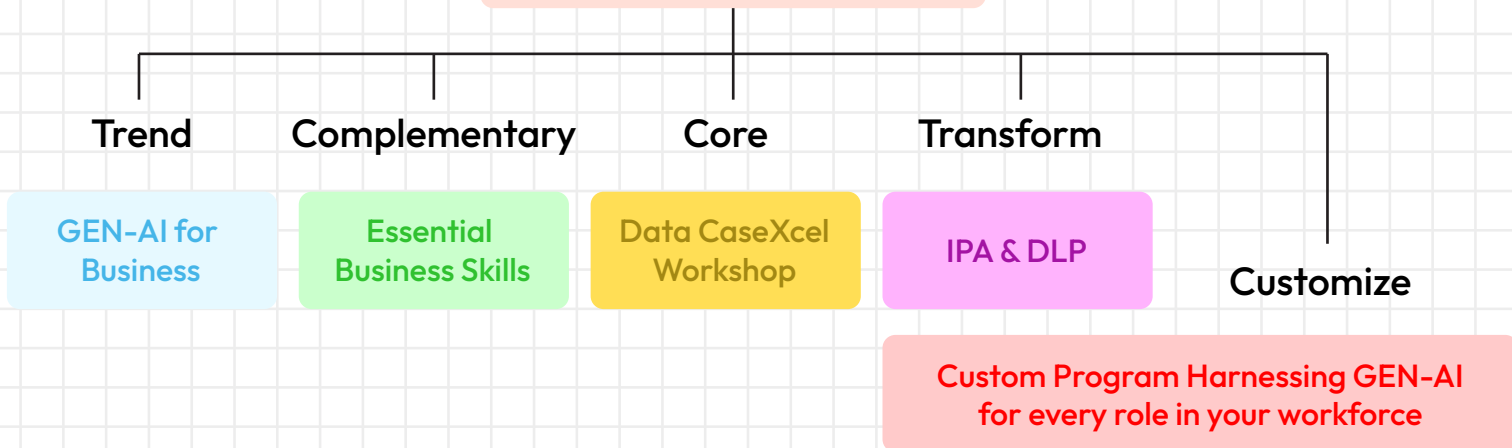 Trend
Complementary
Core
Transform
GEN-AI for
Business
Essential
Business Skills
Data CaseXcel
Workshop
IPA & DLP
Customize
Custom Program Harnessing GEN-AI
for every role in your workforce